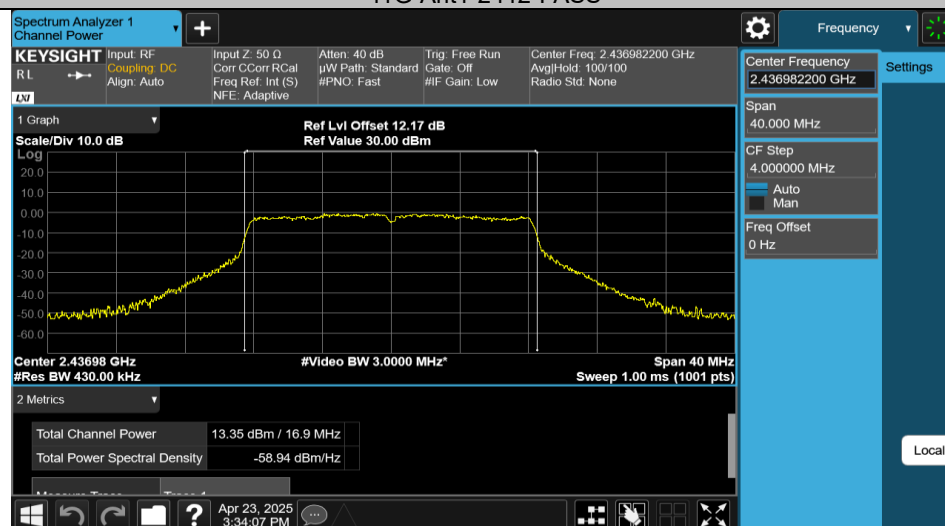 Spectrum Analyzer 1
Channel Power
Frequency
KEYSIGHT
RL
LXI
Input: RF
Coupling: DC
Align: Auto
Input Z: 50 Ω
Corr CCorr RCal
Freq Ref: Int (S)
NFE: Adaptive
Atten: 40 dB
µW Path: Standard
#PNO: Fast
Trig: Free Run
Gate: Off
#IF Gain: Low
Center Freq: 2.436982200 GHz
Avg|Hold: 100/100
Radio Std: None
Center Frequency
2.436982200 GHz
Settings
Span
40.000 MHz
CF Step
4.000000 MHz
Auto
Man
Freq Offset
0 Hz
Local
1 Graph
Scale/Div 10.0 dB
Ref Lvl Offset 12.17 dB
Ref Value 30.00 dBm
Log
20.0
10.0
0.00
-10.0
-20.0
-30.0
-40.0
-50.0
-60.0
Center 2.43698 GHz
#Video BW 3.0000 MHz*
Span 40 MHz
#Res BW 430.00 kHz
Sweep 1.00 ms (1001 pts)
2 Metrics
Total Channel Power 13.35 dBm / 16.9 MHz
Total Power Spectral Density -58.94 dBm/Hz
Apr 23, 2025
3:34:07 PM